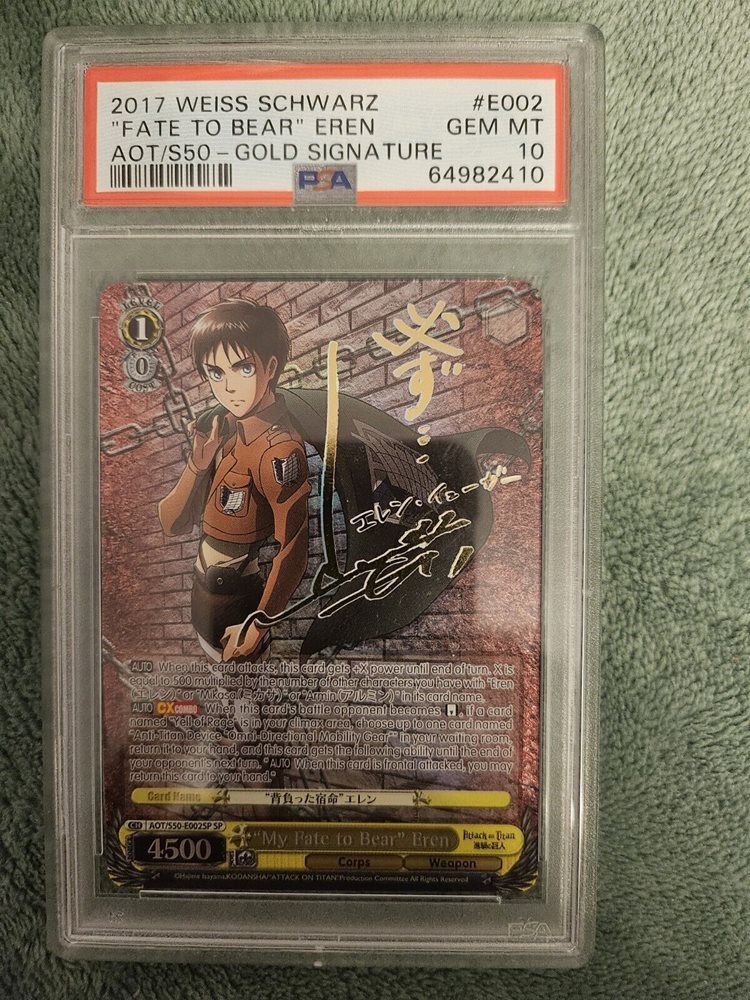 2017 WEISS SCHWARZ #E002
"FATE TO BEAR" EREN GEM MT
AOT/S50-GOLD SIGNATURE 10
PSA 64982410
LEVEL
1
0
COST
必ず…
エレン・イェーガー
AUTO When this card attacks, this card gets +X power until end of turn. X is
equal to 500 multiplied by the number of other characters you have with "Eren
(エレン)" or "Mikasa(ミカサ)" or "Armin(アルミン)" in its card name.
AUTO CXCOMBO When this card's battle opponent becomes , if a card
named "Yell of Rage" is in your climax area, choose up to one card named
"Anti-Titan Device "Omni-Directional Mobility Gear"" in your waiting room,
return it to your hand, and this card gets the following ability until the end of
your opponent's next turn. "AUTO When this card is frontal attacked, you may
return this card to your hand."
Card Name "背負った宿命"エレン
CH AOT/S50-E002SP SP
"My Fate to Bear" Eren
Attack on Titan
進撃の巨人
4500
Corps Weapon
©Hajime Isayama,KODANSHA/"ATTACK ON TITAN"Production Committee All Rights Reserved
PSA